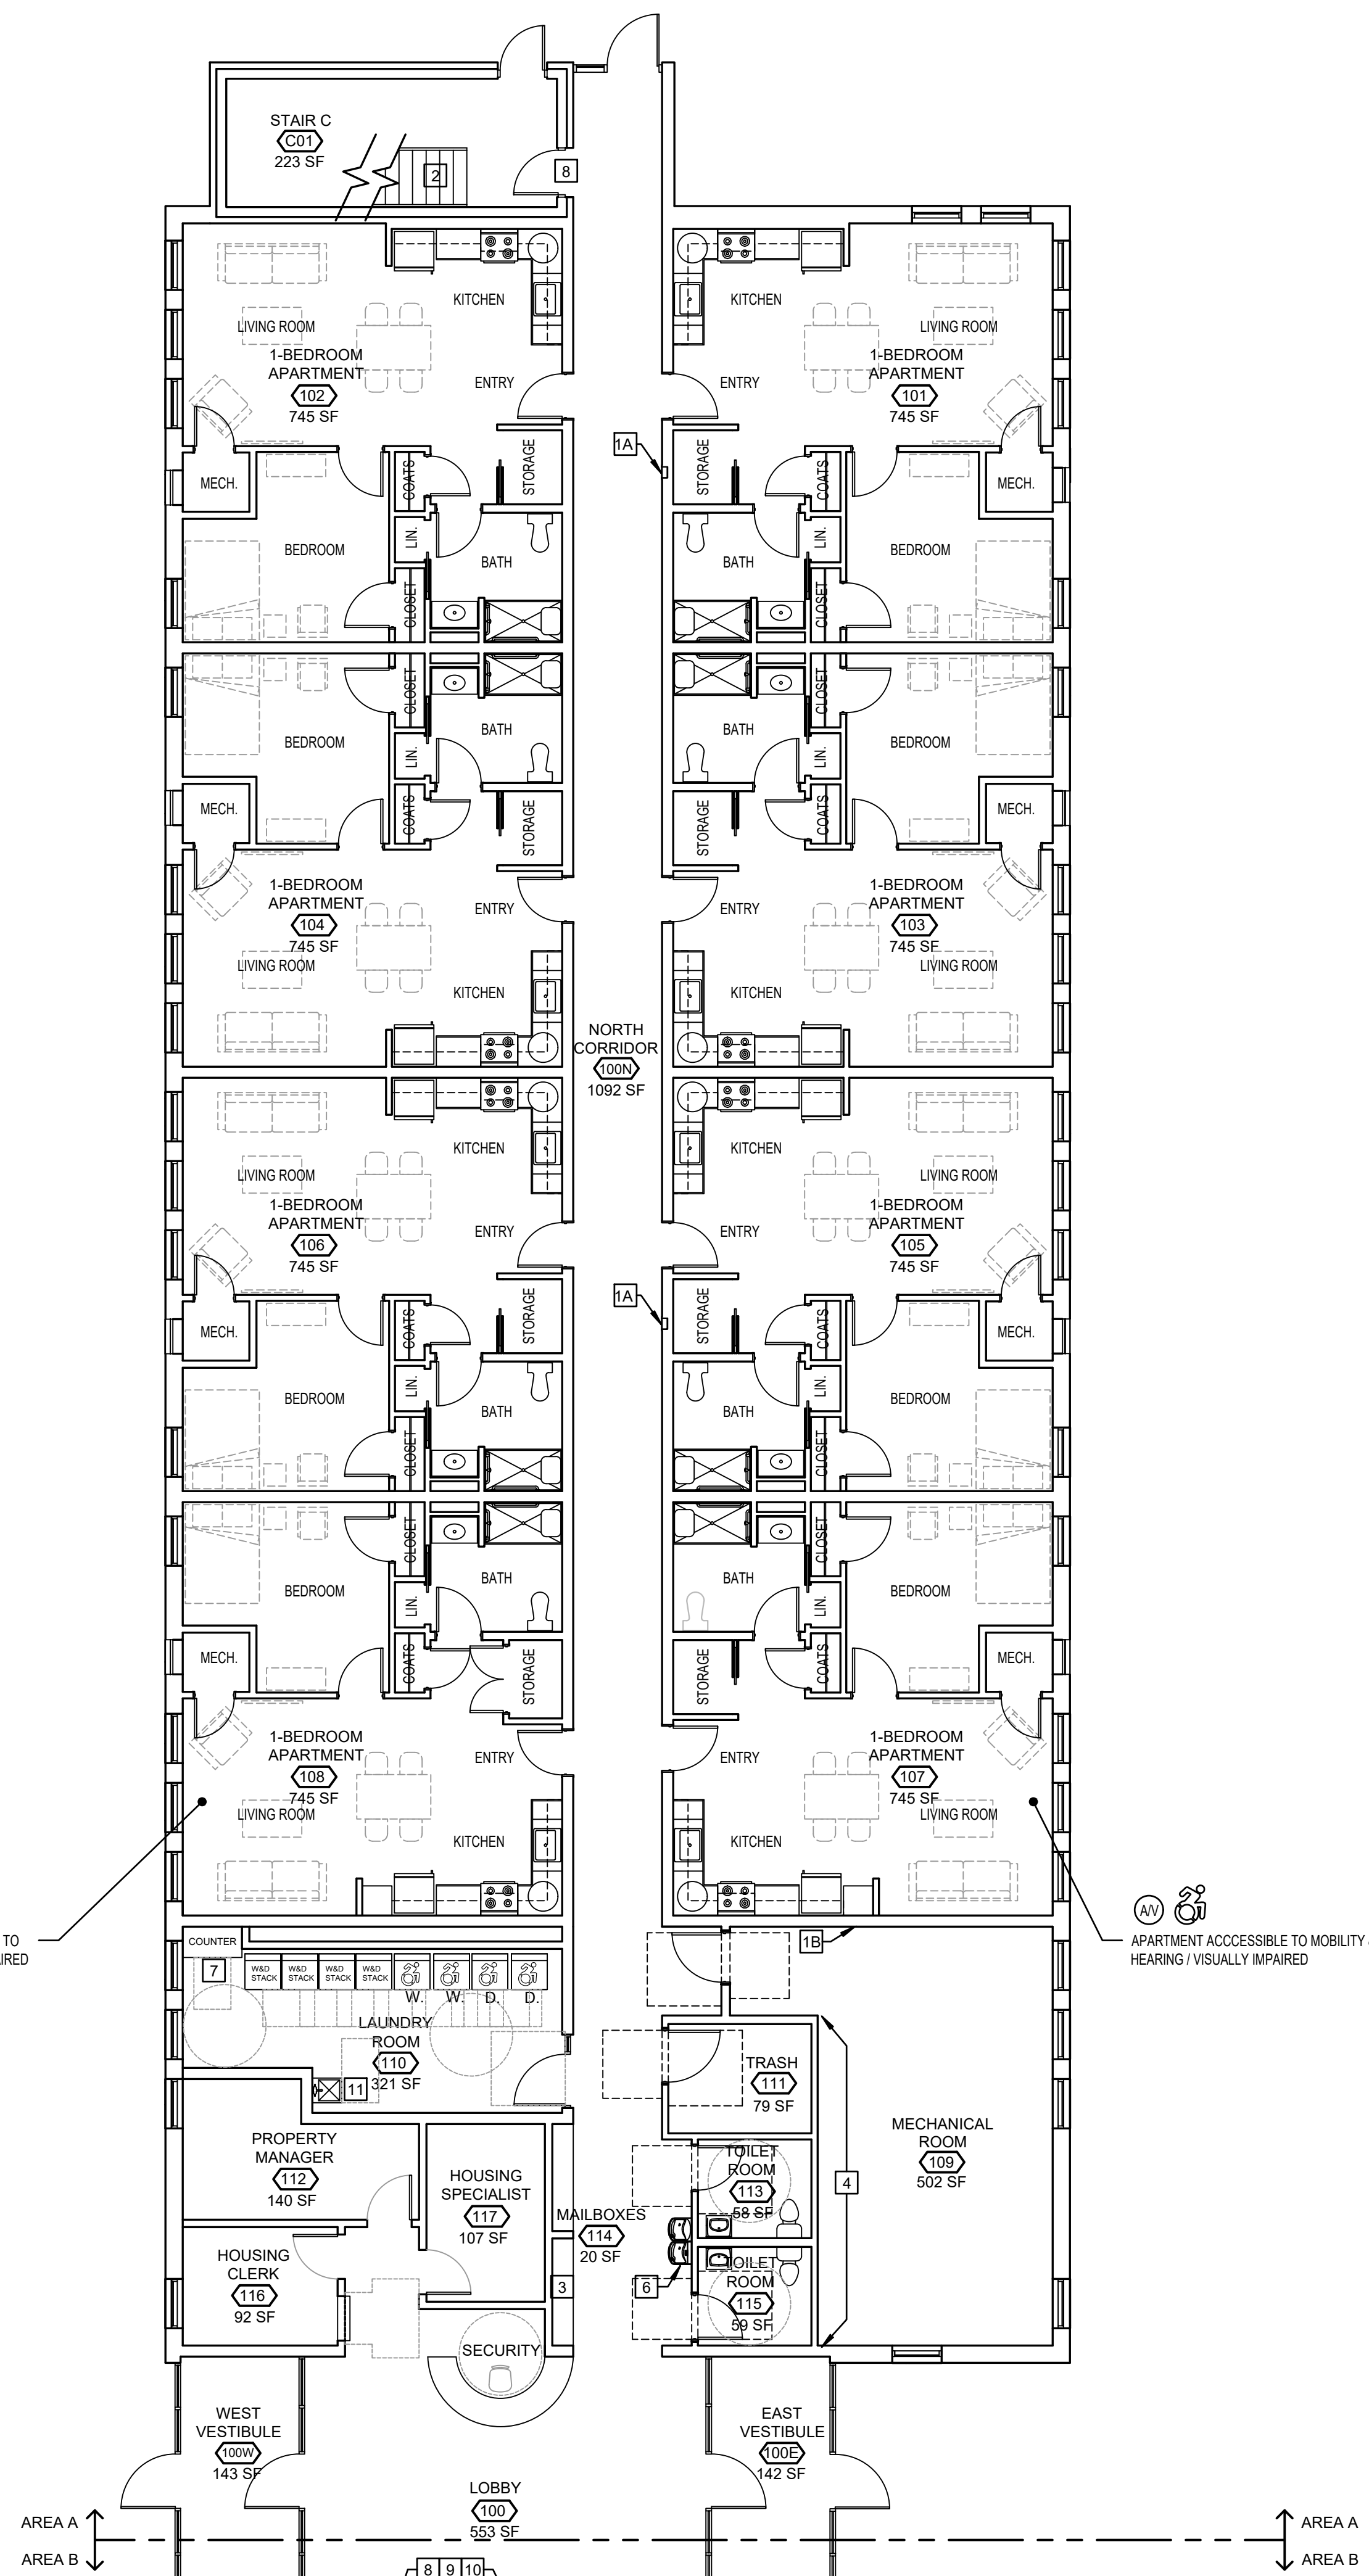 STAIR C
C01
223 SF
2
8
KITCHEN
KITCHEN
LIVING ROOM
LIVING ROOM
1-BEDROOM
APARTMENT
102
745 SF
1-BEDROOM
APARTMENT
101
745 SF
ENTRY
ENTRY
1A
MECH.
COATS
STORAGE
STORAGE
COATS
MECH.
BEDROOM
LIN.
BATH
BATH
LIN.
BEDROOM
CLOSET
CLOSET
CLOSET
CLOSET
BEDROOM
LIN.
BATH
BATH
LIN.
BEDROOM
MECH.
COATS
STORAGE
STORAGE
COATS
MECH.
1-BEDROOM
APARTMENT
104
745 SF
ENTRY
ENTRY
1-BEDROOM
APARTMENT
103
745 SF
LIVING ROOM
LIVING ROOM
KITCHEN
KITCHEN
NORTH
CORRIDOR
100N
1092 SF
KITCHEN
KITCHEN
LIVING ROOM
LIVING ROOM
1-BEDROOM
APARTMENT
106
745 SF
ENTRY
ENTRY
1-BEDROOM
APARTMENT
105
745 SF
1A
MECH.
COATS
STORAGE
STORAGE
COATS
MECH.
BEDROOM
LIN.
BATH
BATH
LIN.
BEDROOM
CLOSET
CLOSET
CLOSET
CLOSET
BEDROOM
LIN.
BATH
BATH
LIN.
BEDROOM
MECH.
COATS
STORAGE
STORAGE
COATS
MECH.
1-BEDROOM
APARTMENT
108
745 SF
ENTRY
ENTRY
1-BEDROOM
APARTMENT
107
745 SF
LIVING ROOM
LIVING ROOM
KITCHEN
KITCHEN
TO
IRED
A/V
APARTMENT ACCCESSIBLE TO MOBILITY
HEARING / VISUALLY IMPAIRED
COUNTER
7
1B
W&D
STACK
W&D
STACK
W&D
STACK
W&D
STACK
W.
W.
D.
D.
LAUNDRY
ROOM
110
321 SF
11
TRASH
111
79 SF
MECHANICAL
ROOM
109
502 SF
PROPERTY
MANAGER
112
140 SF
HOUSING
SPECIALIST
117
107 SF
MAILBOXES
114
20 SF
TOILET
ROOM
113
58 SF
4
HOUSING
CLERK
116
92 SF
3
6
TOILET
ROOM
115
59 SF
SECURITY
WEST
VESTIBULE
100W
143 SF
EAST
VESTIBULE
100E
142 SF
LOBBY
100
553 SF
AREA A
AREA A
AREA B
AREA B
8 9 10